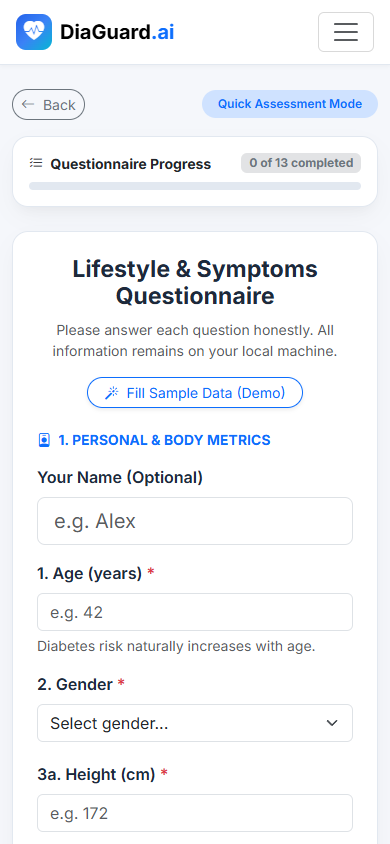 DiaGuard.ai
Back
Quick Assessment Mode
Questionnaire Progress
0 of 13 completed
Lifestyle & Symptoms
Questionnaire
Please answer each question honestly. All
information remains on your local machine.
Fill Sample Data (Demo)
1. PERSONAL & BODY METRICS
Your Name (Optional)
e.g. Alex
1. Age (years) *
e.g. 42
Diabetes risk naturally increases with age.
2. Gender *
Select gender...
3a. Height (cm) *
e.g. 172